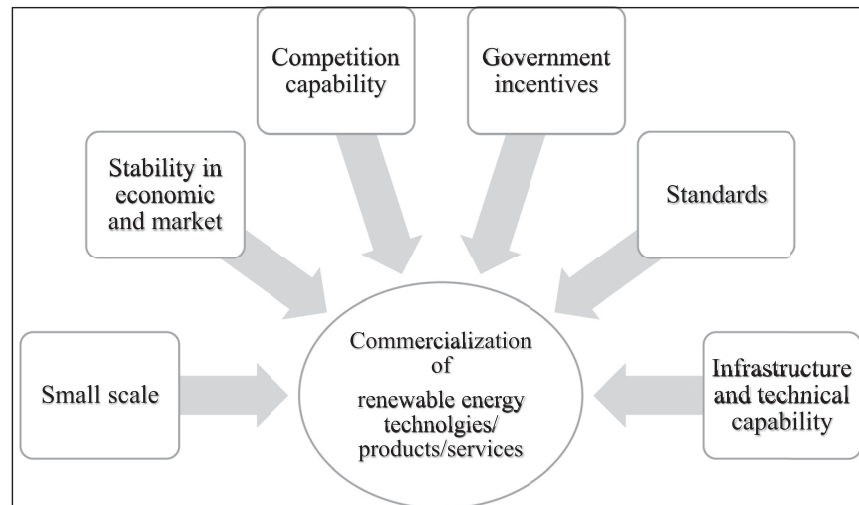 Competition
capability
Government
incentives
Stability in
economic
and market
Standards
Small scale
Commercialization
of
renewable energy
technolgies/
products/services
Infrastructure
and technical
capability